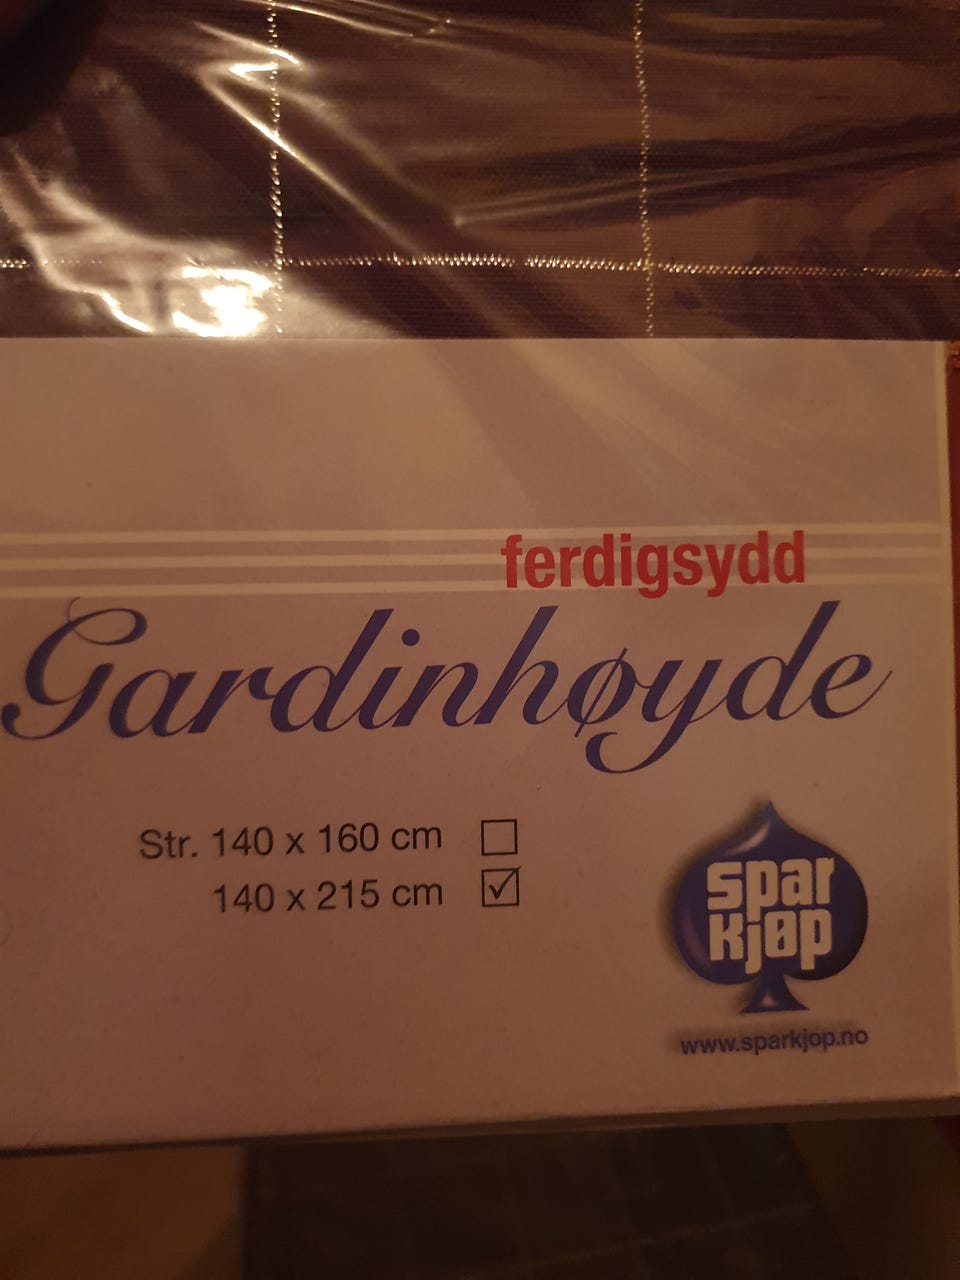 ferdigsydd
Gardinhøyde
Str. 140 x 160 cm
140 x 215 cm
spar
kjøp
www.sparkjop.no